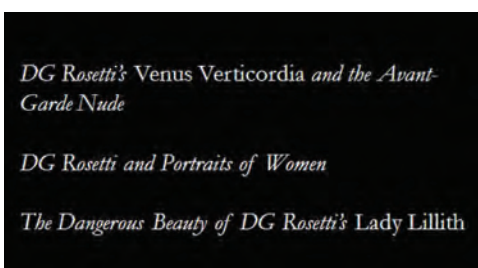 DG Rosetti's Venus Verticordia and the Avant-
Garde Nude
DG Rosetti and Portraits of Women
The Dangerous Beauty of DG Rosetti's Lady Lillith